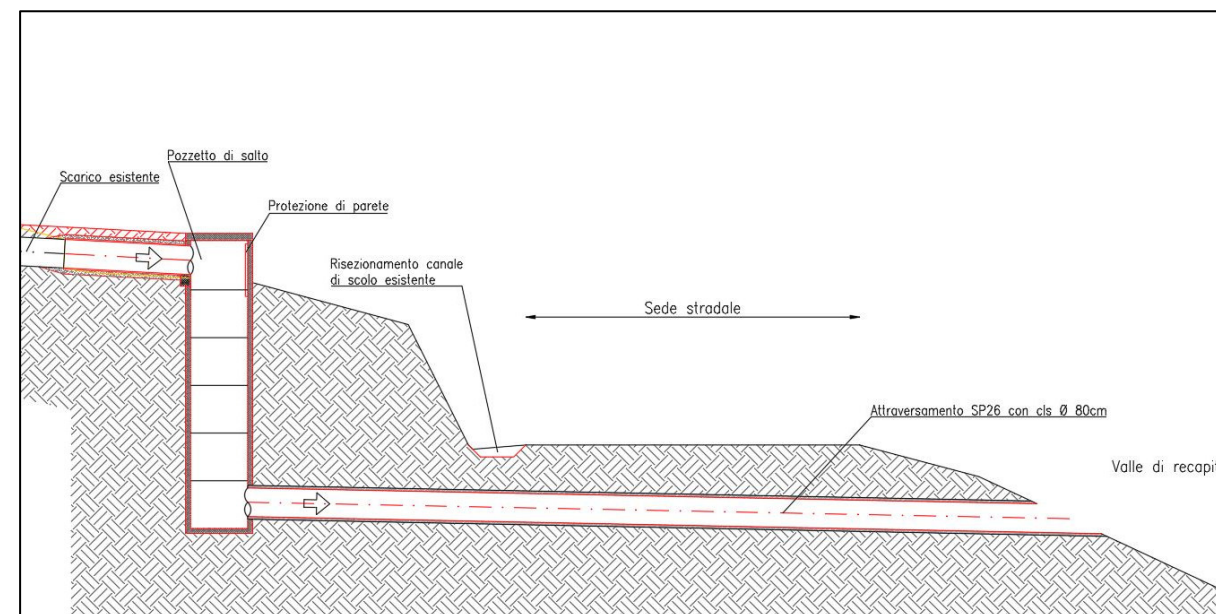 Pozzetto di salto
Scarico esistente
Protezione di parete
Risezionamento canale
di scolo esistente
Sede stradale
Attraversamento SP26 con cls Ø 80cm
Valle di recapi